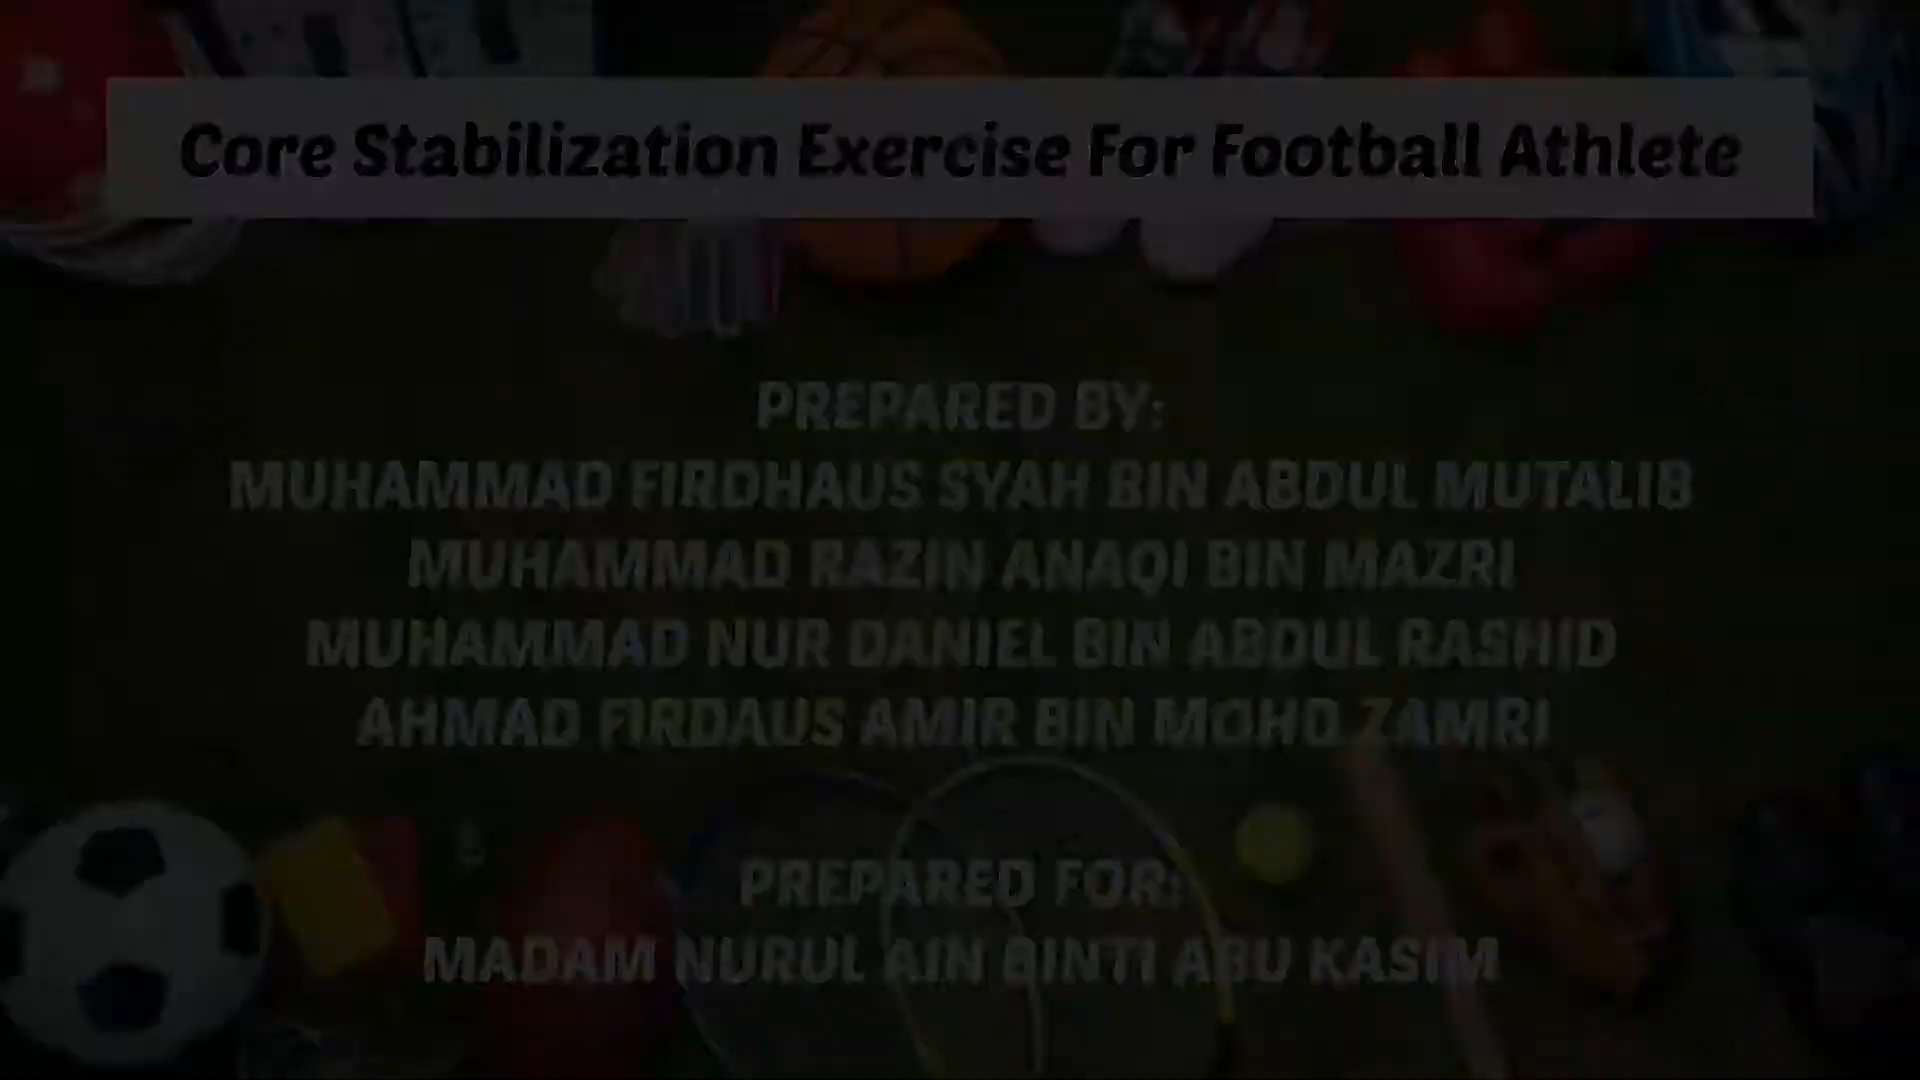 Core Stabilization Exercise For Football Athlete
PREPARED BY:
MUHAMMAD FIRDHAUS SYAH BIN ABDUL MUTALIB
MUHAMMAD RAZIN ANAQI BIN MAZRI
MUHAMMAD NUR DANIEL BIN ABDUL RASHID
AHMAD FIRDAUS AMIR BIN MOHD ZAMRI
PREPARED FOR:
MADAM NURUL AIN BINTI ABU KASIM